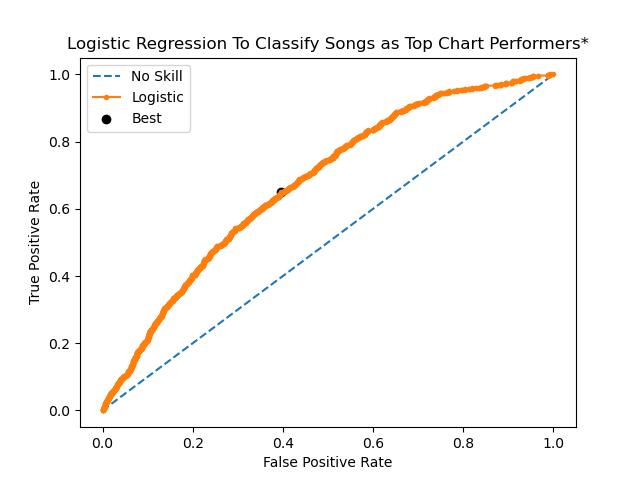 Logistic Regression To Classify Songs as Top Chart Performers*
No Skill
Logistic
Best
1.0
0.8
0.6
0.4
0.2
0.0
True Positive Rate
0.0 0.2 0.4 0.6 0.8 1.0
False Positive Rate